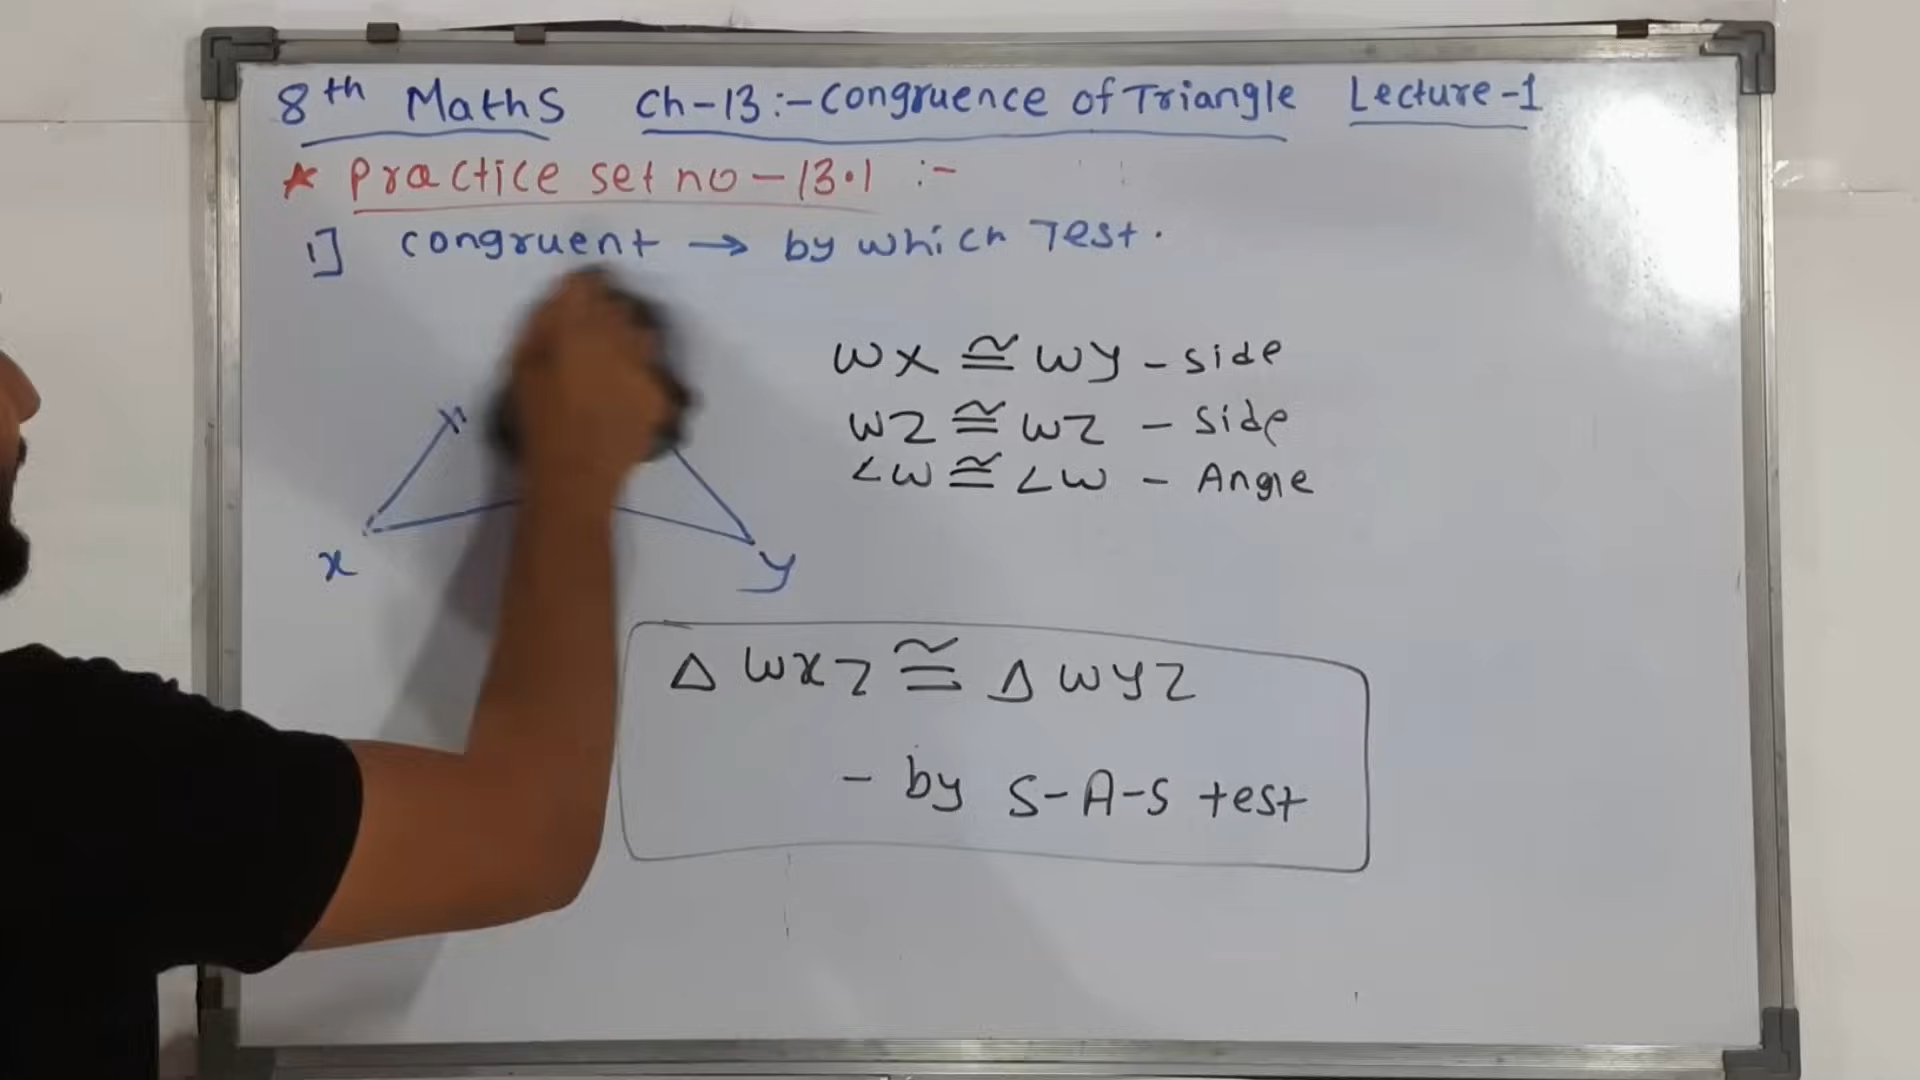 8th Maths Ch-13:- Congruence of Triangle Lecture-1
* Practice set no - 13.1 :-
1] congruent → by which Test.
WX ≅ WY - side
WZ ≅ WZ - side
∠W ≅ ∠W - Angle
x
y
Δ WXZ ≅ Δ WYZ
- by S-A-S test